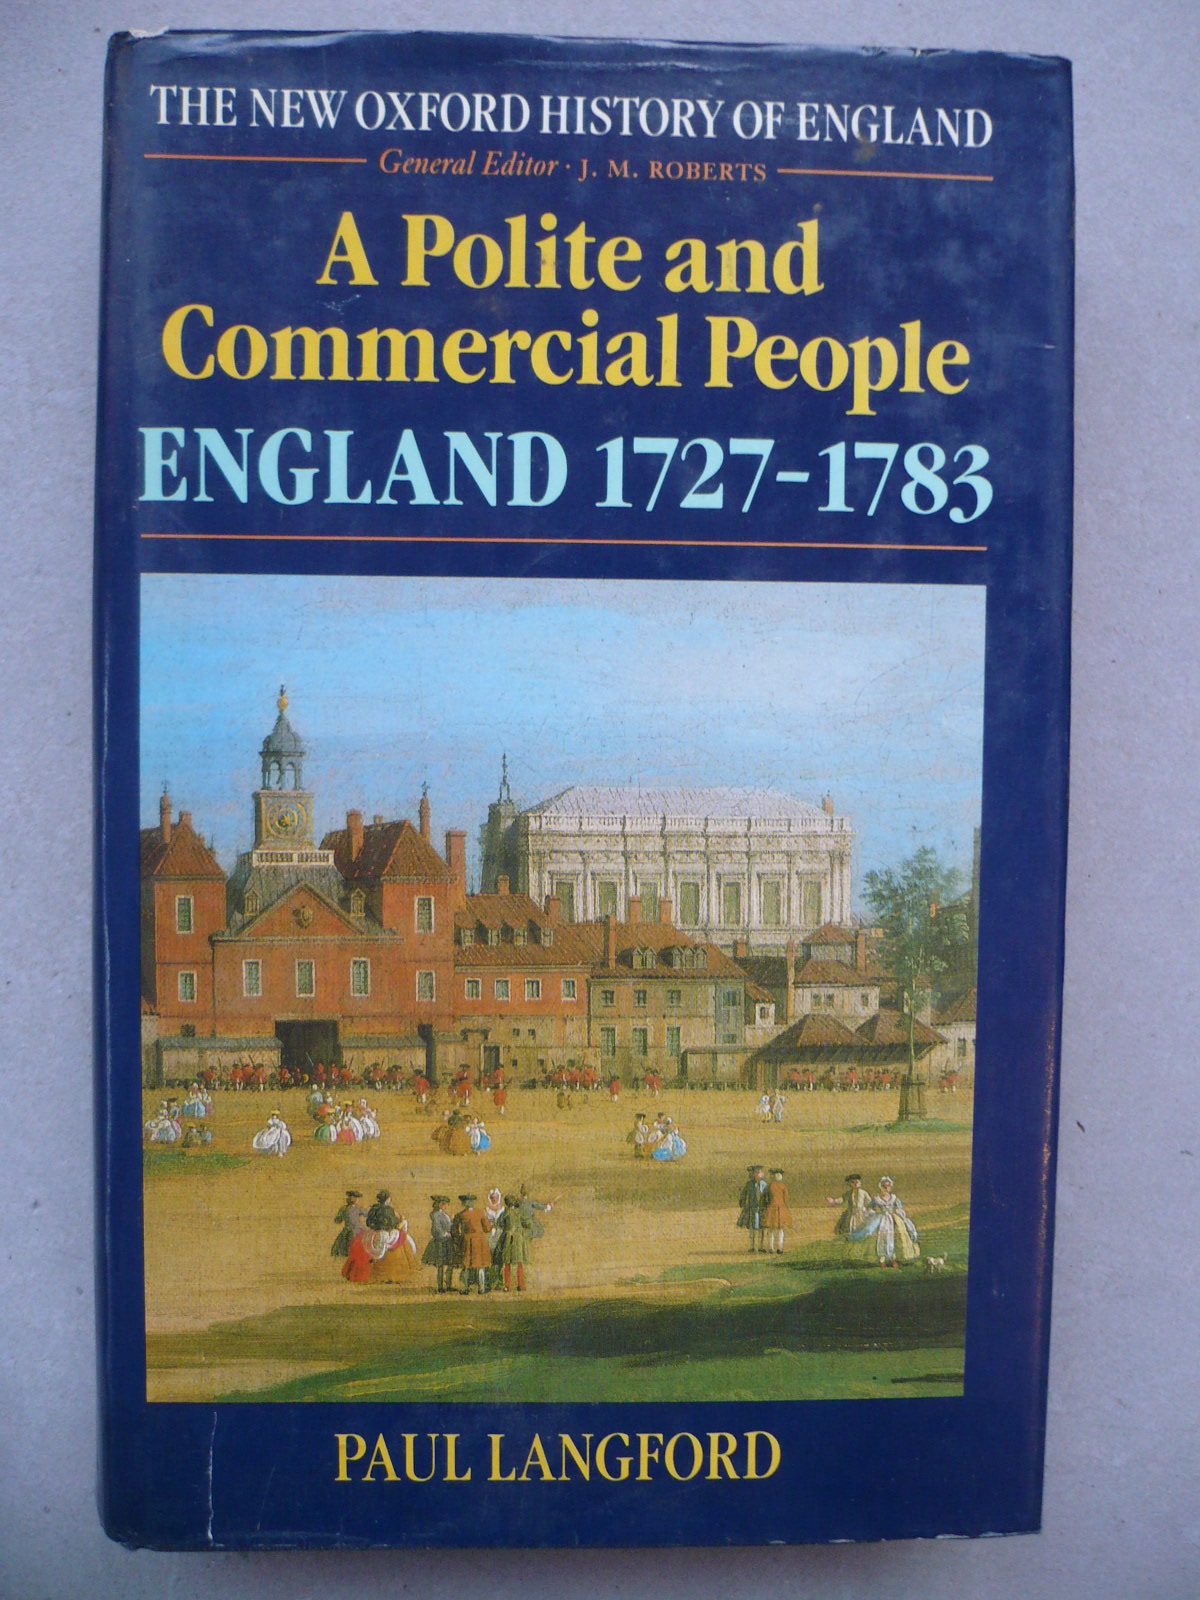 THE NEW OXFORD HISTORY OF ENGLAND
General Editor · J. M. ROBERTS
A Polite and
Commercial People
ENGLAND 1727–1783
PAUL LANGFORD